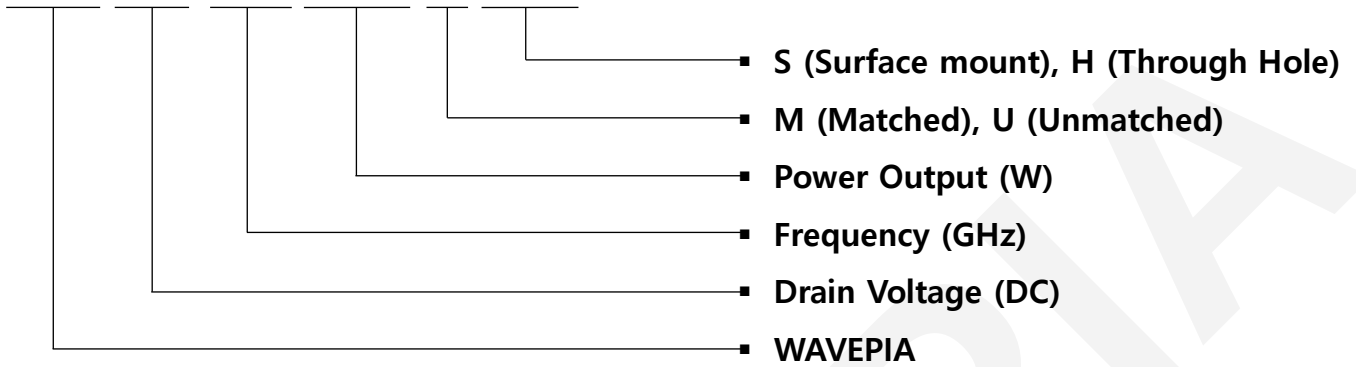 S (Surface mount), H (Through Hole)
M (Matched), U (Unmatched)
Power Output (W)
Frequency (GHz)
Drain Voltage (DC)
WAVEPIA